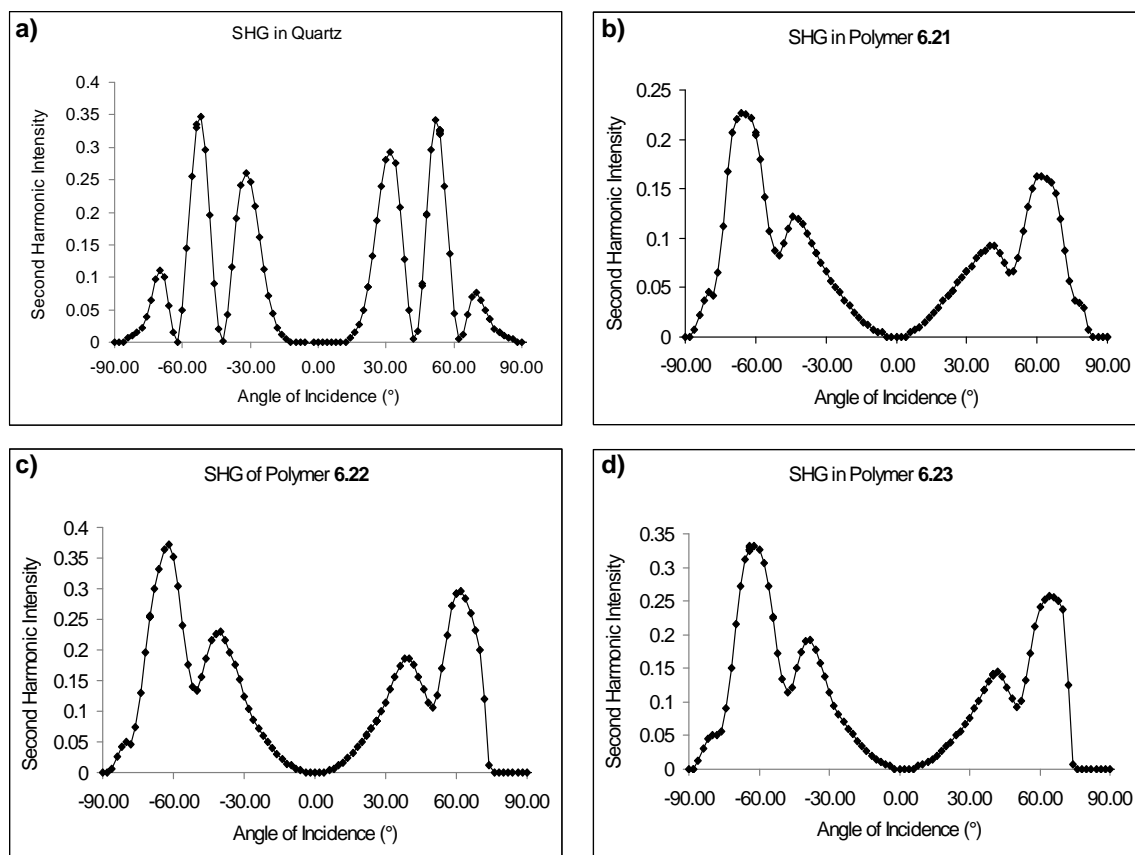 a)
SHG in Quartz
Second Harmonic Intensity
0.4
0.35
0.3
0.25
0.2
0.15
0.1
0.05
0
-90.00 -60.00 -30.00 0.00 30.00 60.00 90.00
Angle of Incidence (°)
b)
SHG in Polymer 6.21
Second Harmonic Intensity
0.25
0.2
0.15
0.1
0.05
0
-90.00 -60.00 -30.00 0.00 30.00 60.00 90.00
Angle of Incidence (°)
c)
SHG of Polymer 6.22
Second Harmonic Intensity
0.4
0.35
0.3
0.25
0.2
0.15
0.1
0.05
0
-90.00 -60.00 -30.00 0.00 30.00 60.00 90.00
Angle of Incidence (°)
d)
SHG in Polymer 6.23
Second Harmonic Intensity
0.35
0.3
0.25
0.2
0.15
0.1
0.05
0
-90.00 -60.00 -30.00 0.00 30.00 60.00 90.00
Angle of Incidence (°)